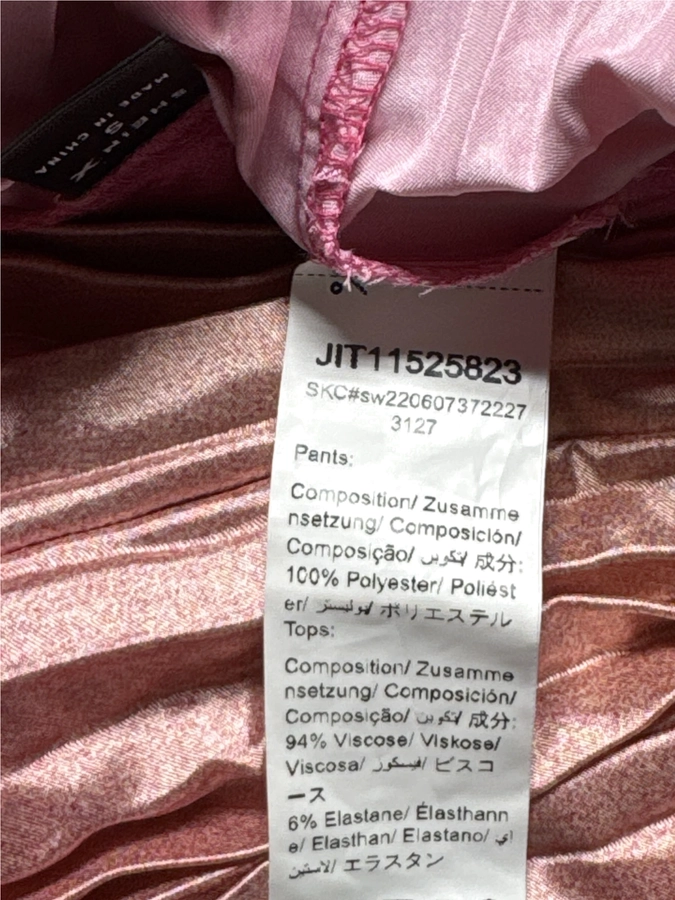 SHEIN X
S
MADE IN CHINA
JIT11525823
SKC#sw220607372227
3127
Pants:
Composition/ Zusamme
nsetzung/ Composición/
Composição/ تكوين/ 成分:
100% Polyester/ Poliést
er/ بوليستر/ ポリエステル
Tops:
Composition/ Zusamme
nsetzung/ Composición/
Composição/ تكوين/ 成分:
94% Viscose/ Viskose/
Viscosa/ فيسكوز/ ビスコ
ース
6% Elastane/ Élasthann
e/ Elasthan/ Elastano/ اي
لاستين/ エラスタン